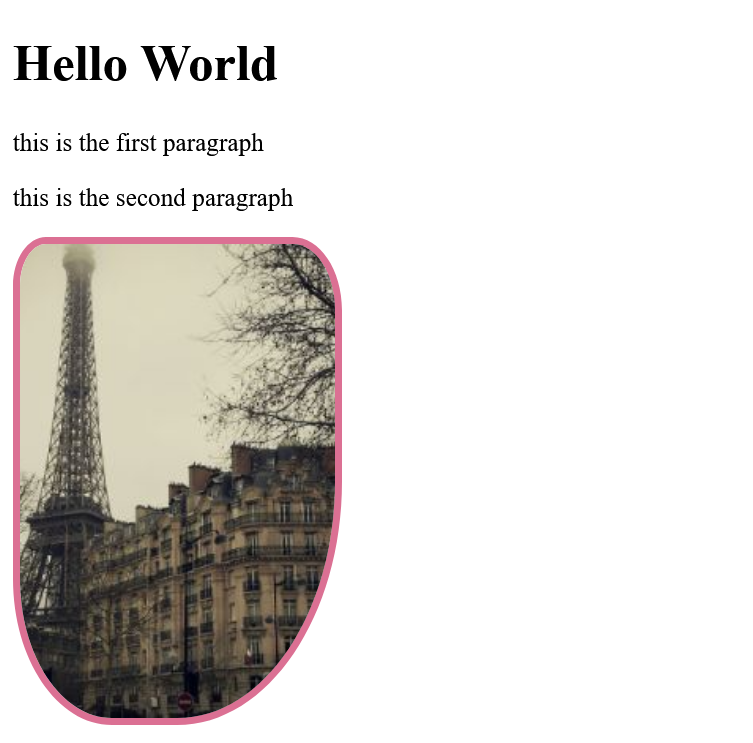 Hello World
this is the first paragraph
this is the second paragraph